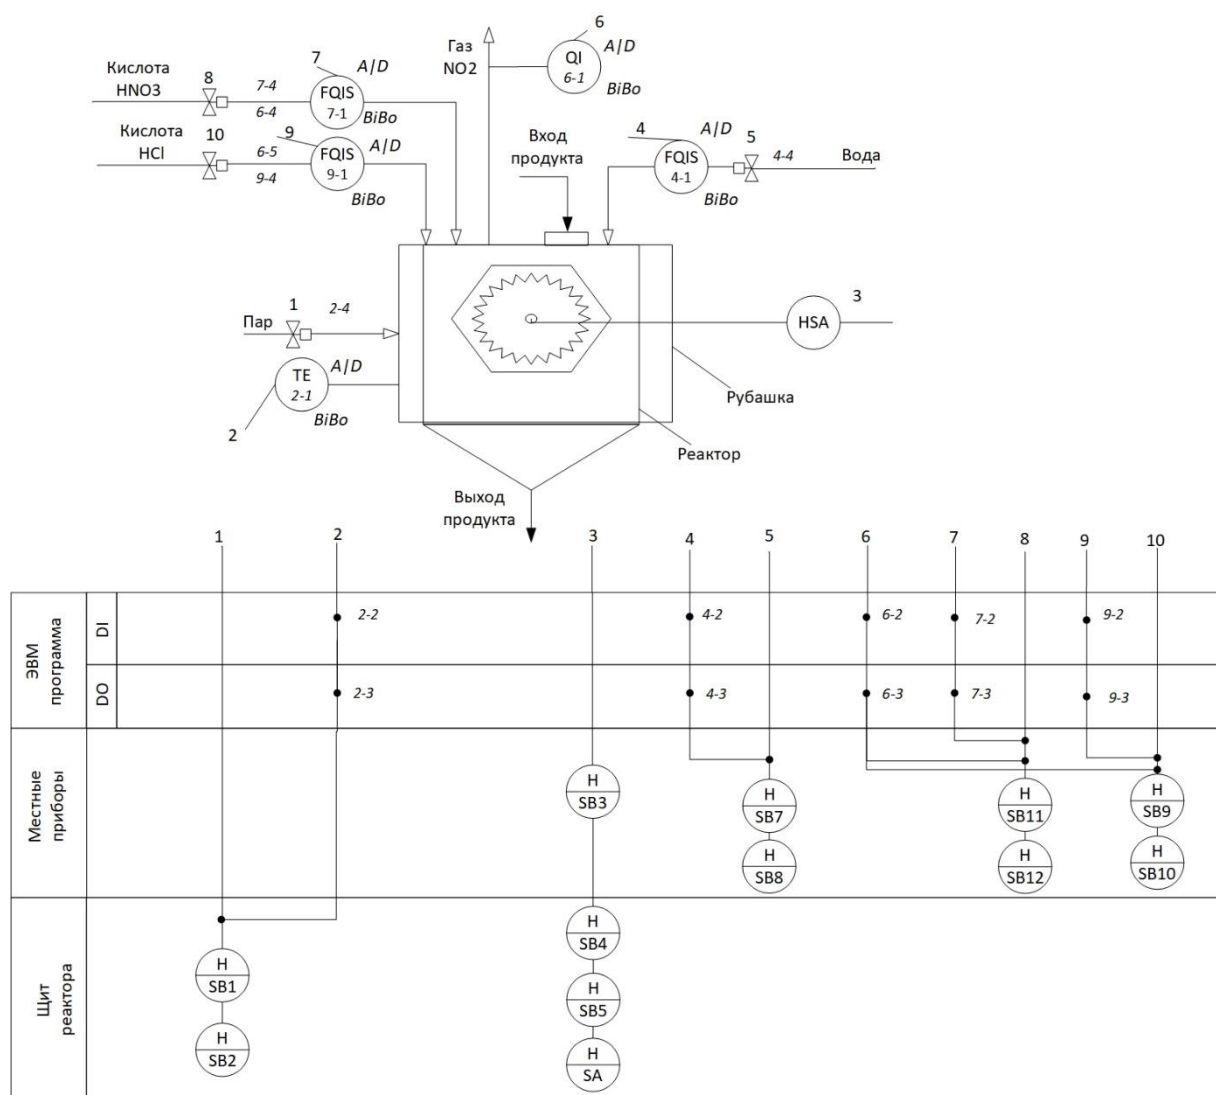 6
Газ
NO2
QI
6-1
A|D
BiBo
Кислота
HNO3
8
7-4
6-4
7
FQIS
7-1
A|D
BiBo
Кислота
HCl
10
6-5
9-4
9
FQIS
9-1
A|D
BiBo
Вход
продукта
4
FQIS
4-1
A|D
BiBo
5
4-4
Вода
Пар
1
2-4
TE
2-1
A|D
BiBo
2
HSA
3
Рубашка
Реактор
Выход
продукта
1
2
3
4
5
6
7
8
9
10
ЭВМ
программа
DI
2-2
4-2
6-2
7-2
9-2
DO
2-3
4-3
6-3
7-3
9-3
Местные
приборы
H
SB3
H
SB7
H
SB8
H
SB11
H
SB12
H
SB9
H
SB10
Щит
реактора
H
SB1
H
SB2
H
SB4
H
SB5
H
SA